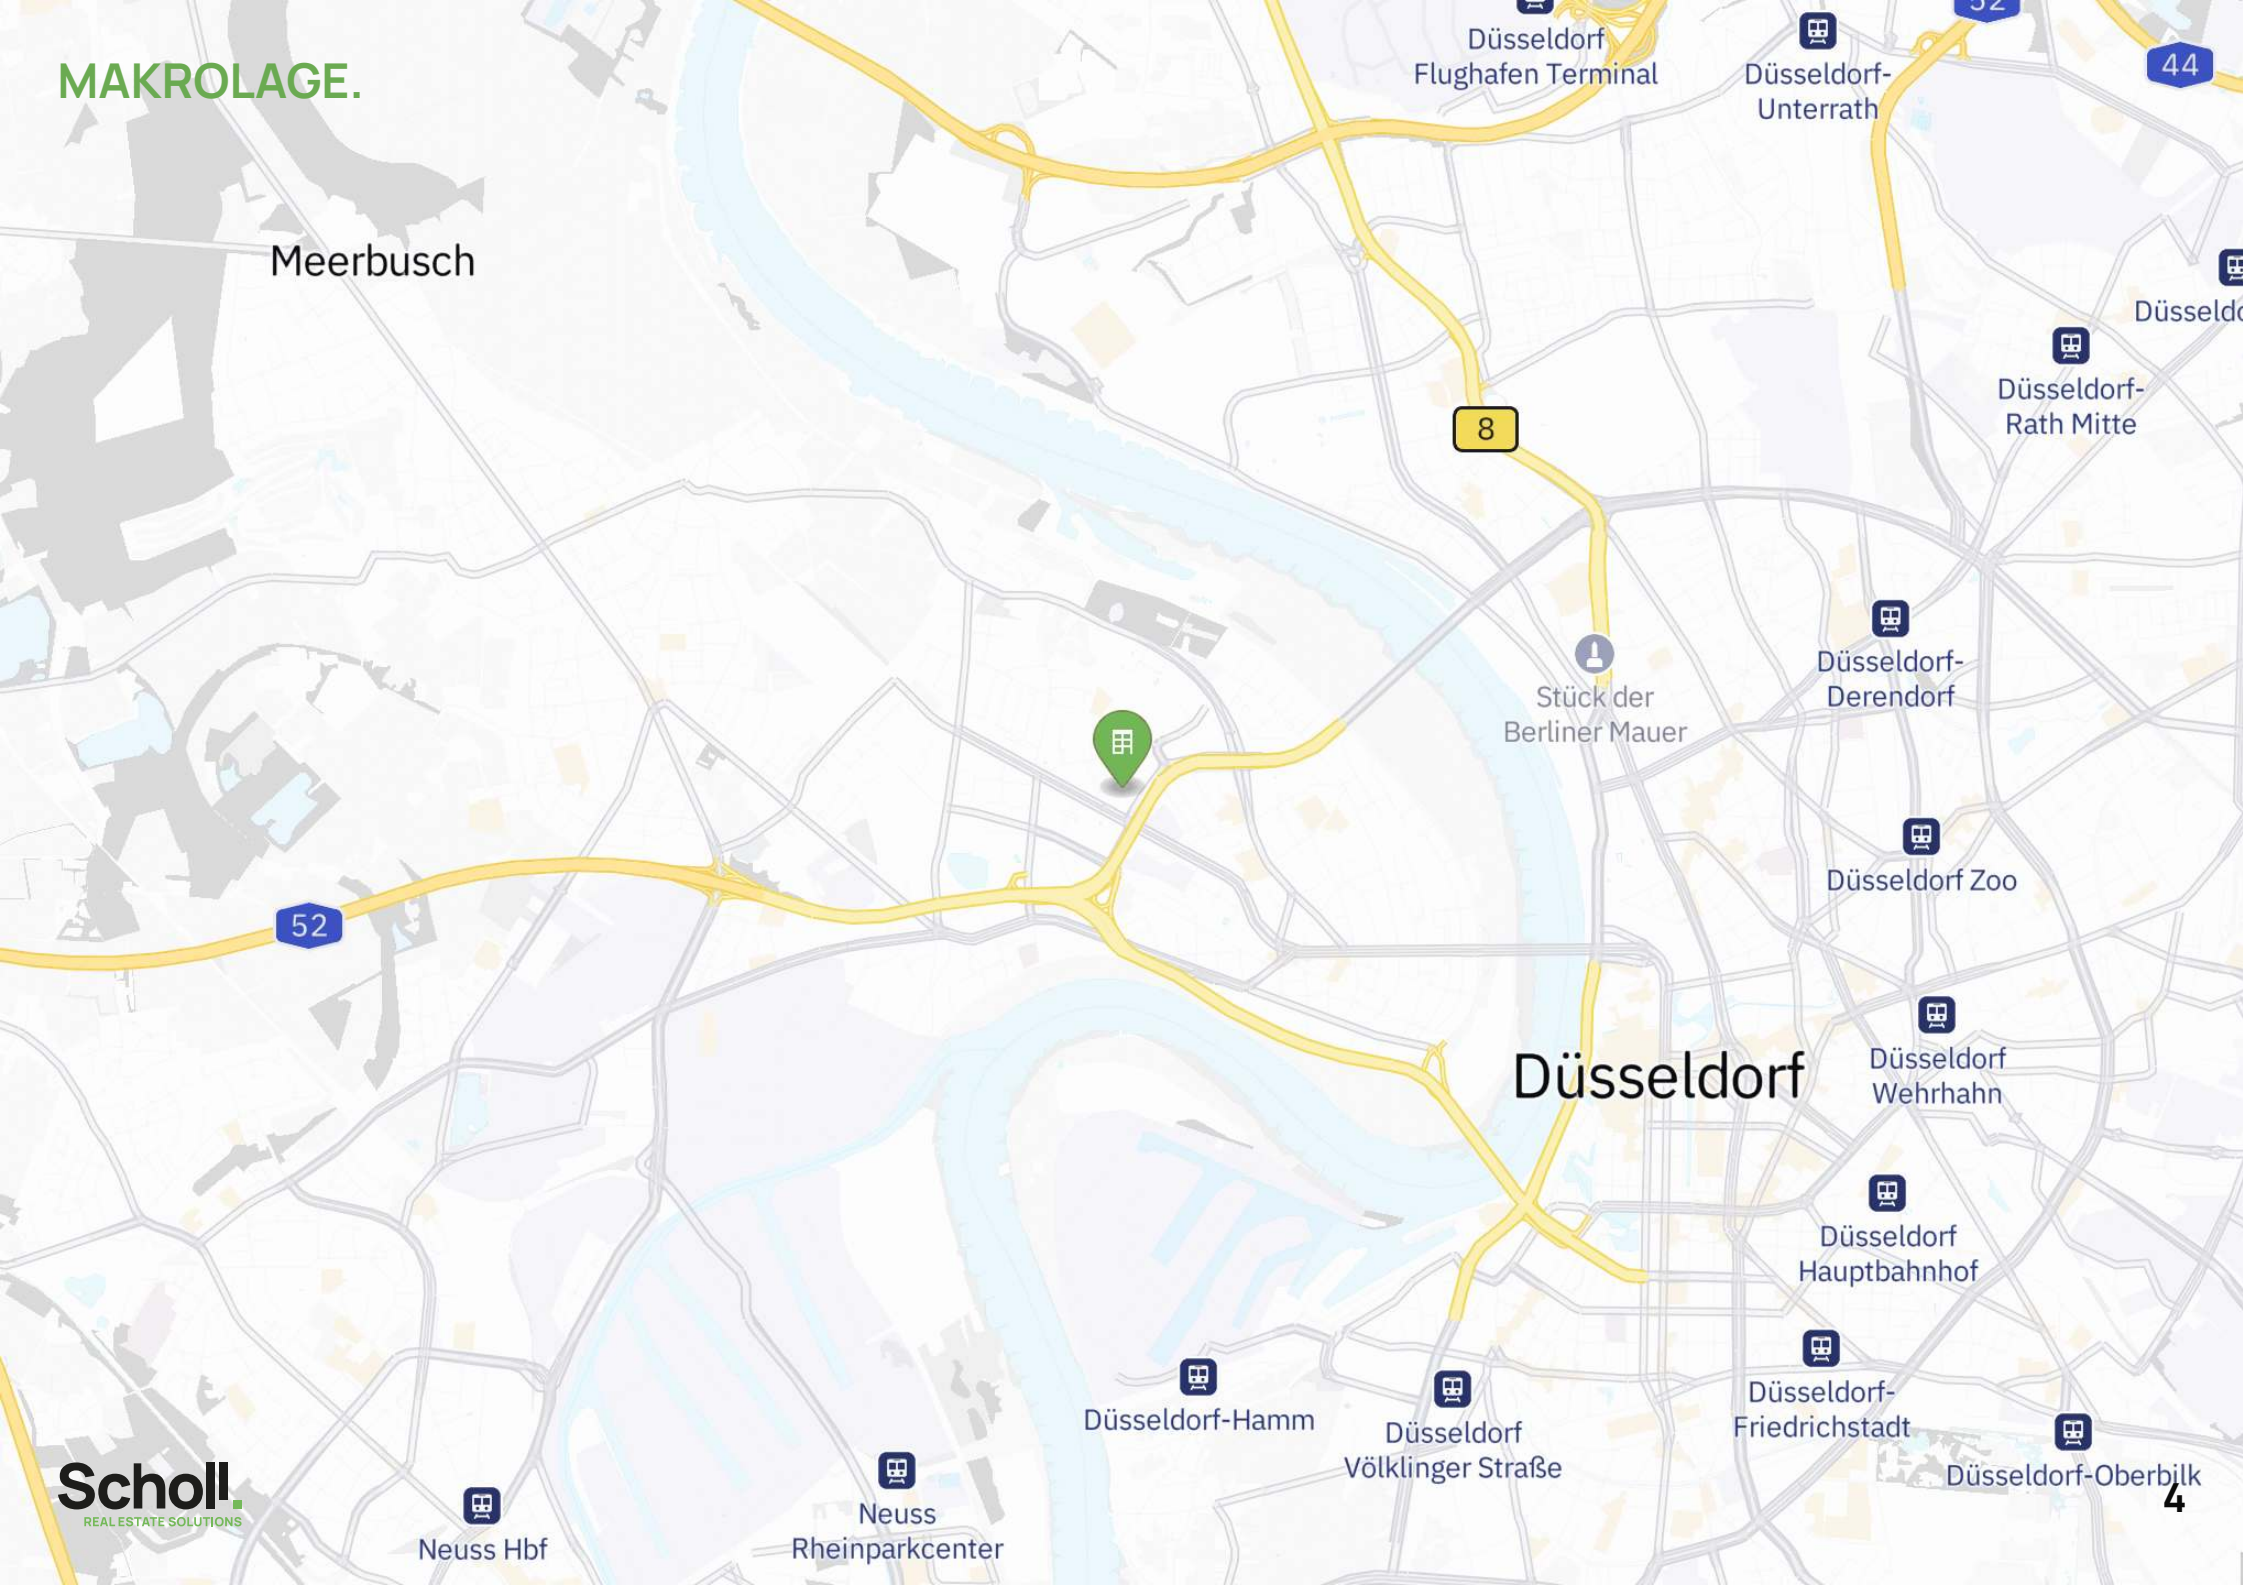 MAKROLAGE.
Düsseldorf
Flughafen Terminal
Düsseldorf-
Unterrath
52
44
Meerbusch
Düsseldorf-
Rath Mitte
8
Düsseldorf-
Derendorf
Stück der
Berliner Mauer
Düsseldorf Zoo
52
Düsseldorf
Düsseldorf
Wehrhahn
Düsseldorf
Hauptbahnhof
Düsseldorf-Hamm
Düsseldorf
Völklinger Straße
Düsseldorf-
Friedrichstadt
Düsseldorf-Oberbilk
Scholl.
REAL ESTATE SOLUTIONS
Neuss Hbf
Neuss
Rheinparkcenter
4